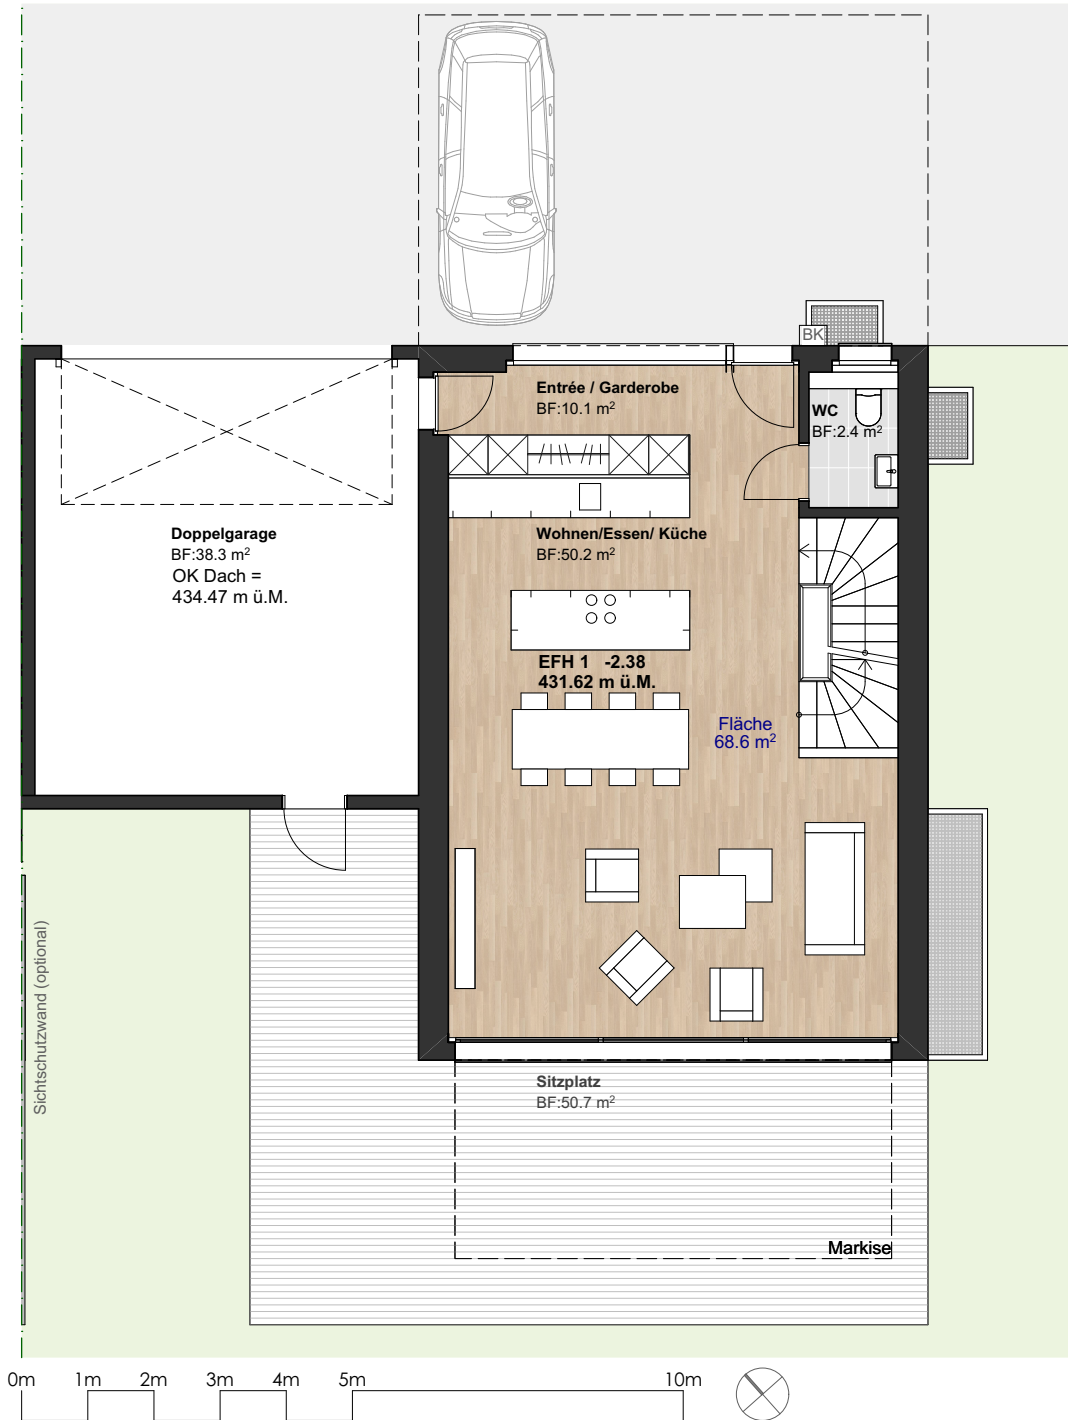 BK
Entrée / Garderobe
BF:10.1 m²
WC
BF:2.4 m²
Doppelgarage
BF:38.3 m²
OK Dach =
434.47 m ü.M.
Wohnen/Essen/ Küche
BF:50.2 m²
EFH 1 -2.38
431.62 m ü.M.
Fläche
68.6 m²
Sichtschutzwand (optional)
Sitzplatz
BF:50.7 m²
Markise
0m 1m 2m 3m 4m 5m 10m